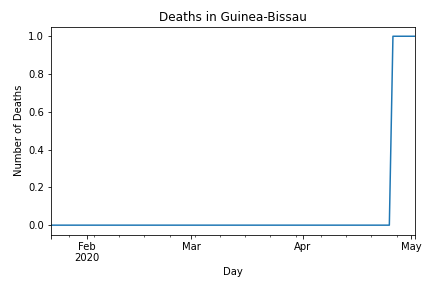 Deaths in Guinea-Bissau
Number of Deaths
1.0
0.8
0.6
0.4
0.2
0.0
Feb
2020
Mar
Apr
May
Day